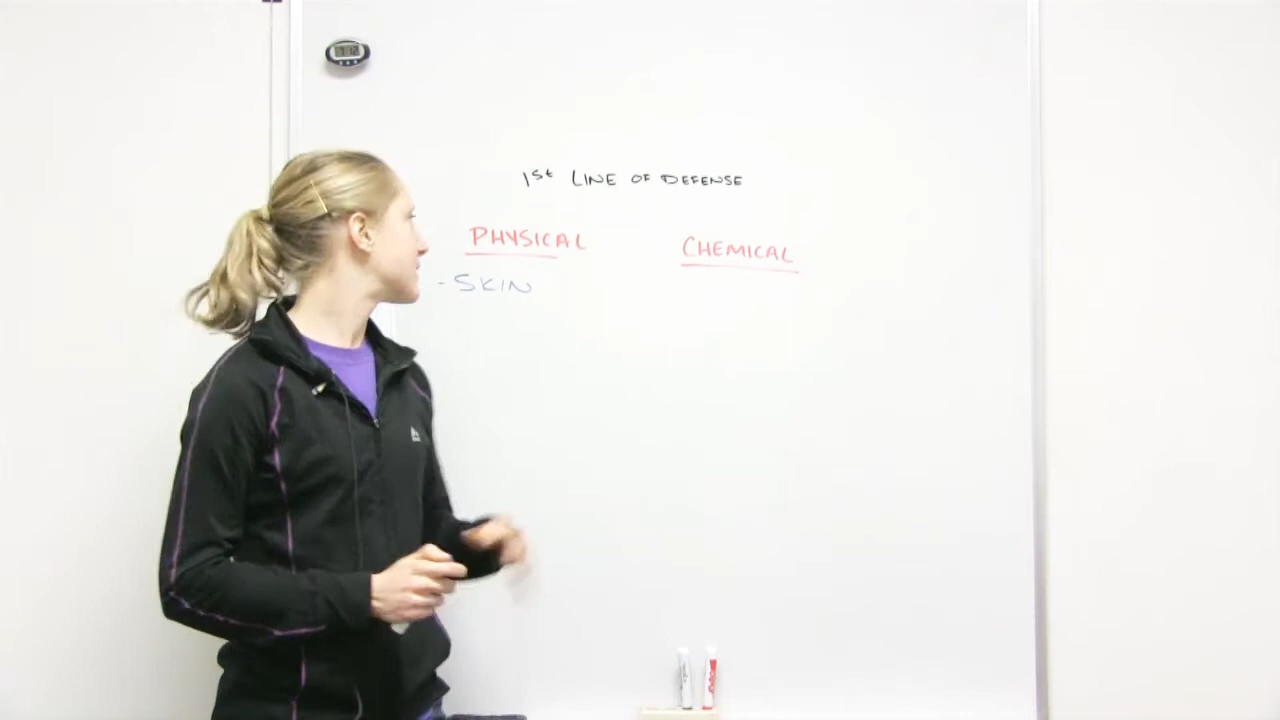 1st LINE OF DEFENSE
PHYSICAL
CHEMICAL
- SKIN